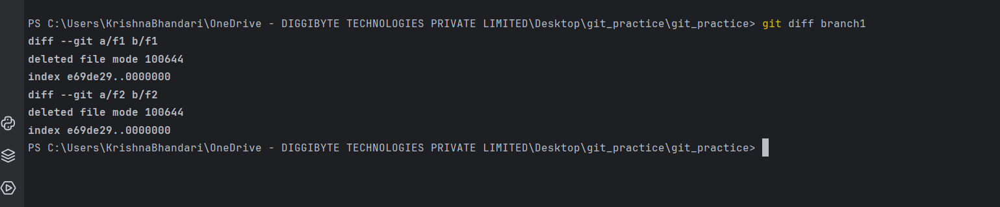 PS C:\Users\KrishnaBhandari\OneDrive - DIGGIBYTE TECHNOLOGIES PRIVATE LIMITED\Desktop\git_practice\git_practice> git diff branch1
diff --git a/f1 b/f1
deleted file mode 100644
index e69de29..0000000
diff --git a/f2 b/f2
deleted file mode 100644
index e69de29..0000000
PS C:\Users\KrishnaBhandari\OneDrive - DIGGIBYTE TECHNOLOGIES PRIVATE LIMITED\Desktop\git_practice\git_practice>